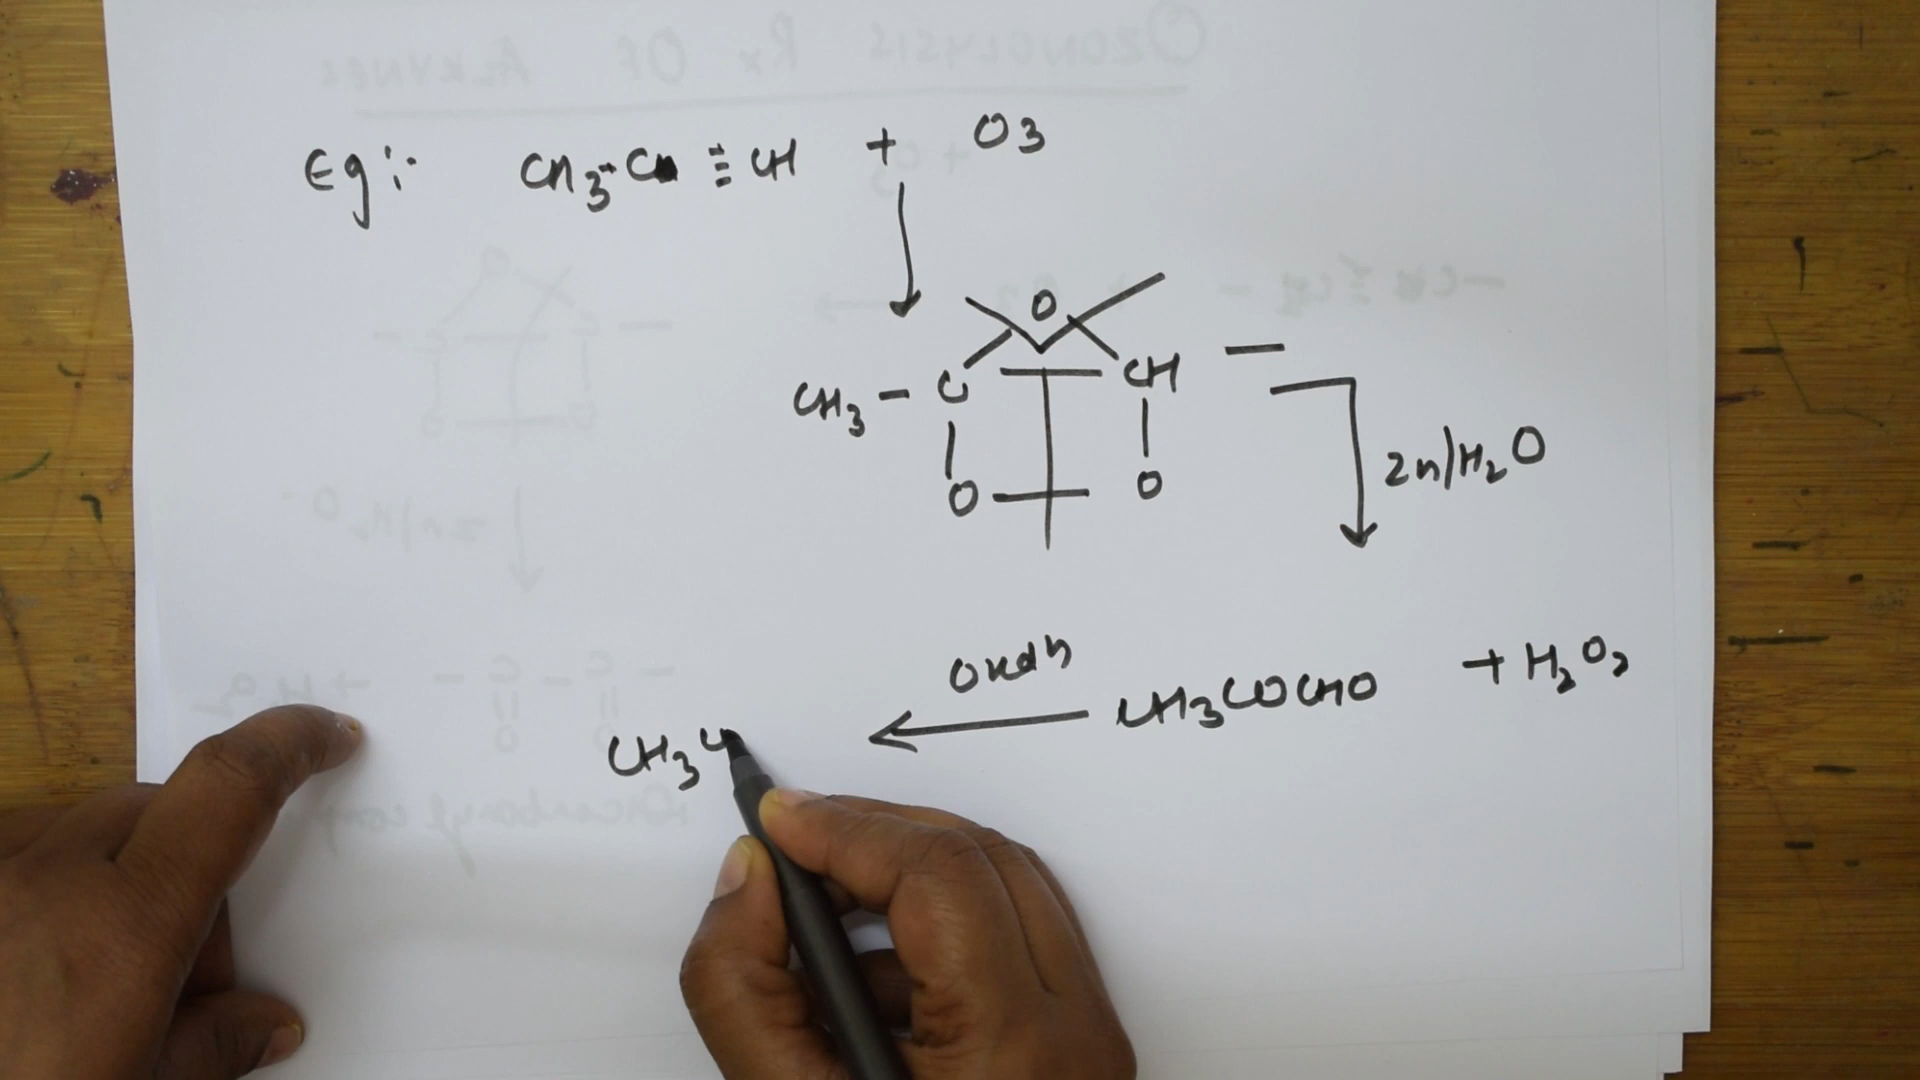 Eg:- CH3-C ≡ CH + O3
O
CH3 - C CH
O O
Zn/H2O
Oxdn
CH3C CH3COCHO + H2O2